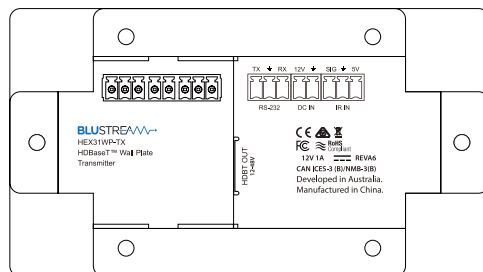 TX ⏚ RX 12V ⏚ SIG ⏚ 5V
RS-232 DC IN IR IN
BLUSTREAM
HEX31WP-TX
HDBaseT™ Wall Plate
Transmitter
HDBT OUT
12-48V
CE
FC RoHS
Compliant
12V 1A REVA6
CAN ICES-3 (B)/NMB-3(B)
Developed in Australia.
Manufactured in China.